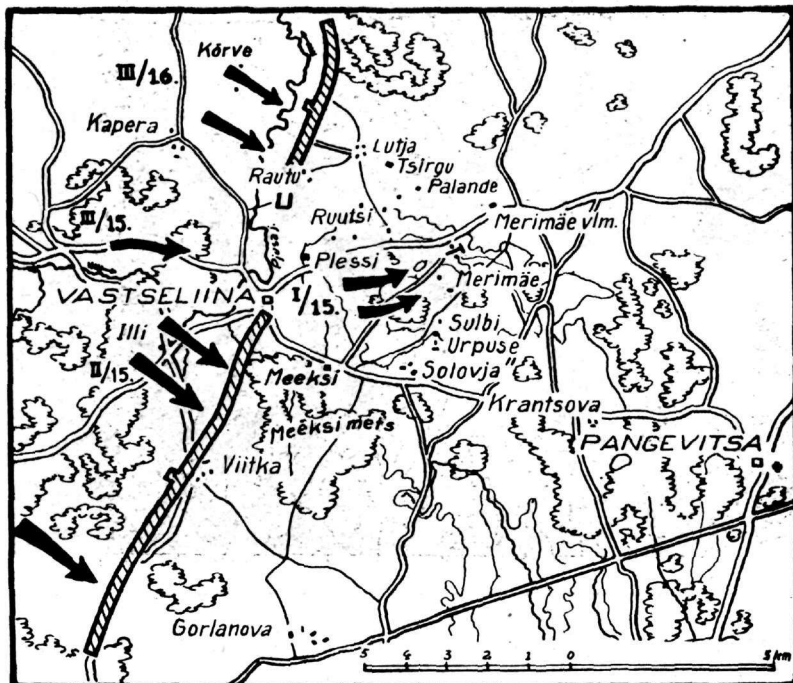 III/16.
Kõrve
Kapera
Lutja
Tsirgu
Rautu
Palande
III/15.
Ruutsi
Merimäe vlm.
Plessi
Merimäe
VASTSELIINA
I/15.
Illi
Sulbi
Urpuse
II/15.
Meeksi
Solovja"
Krantsova
Meeksi mets
PANGEVITSA
Viitka
Gorlanova
5 4 3 2 1 0 5 km